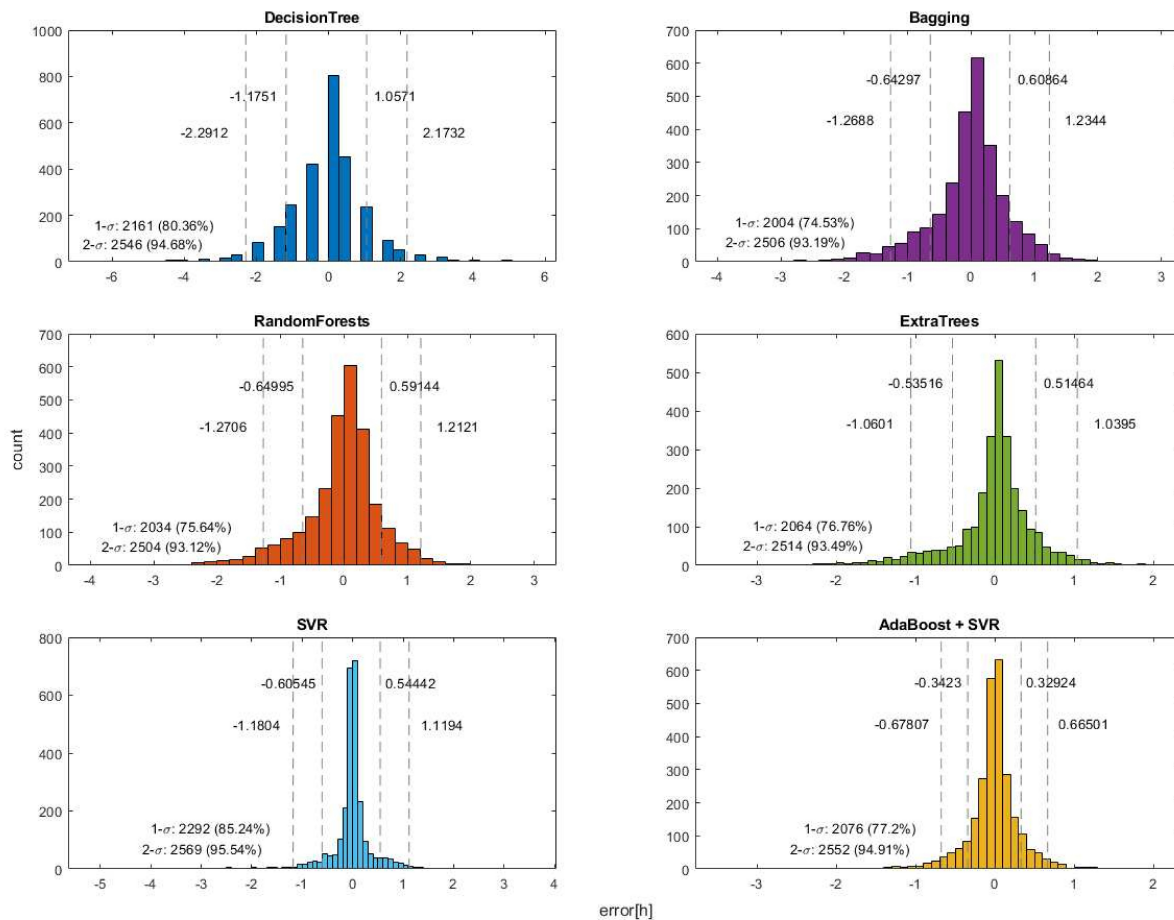 DecisionTree
1000
800
600
400
200
0
-1.1751
1.0571
-2.2912
2.1732
1-σ: 2161 (80.36%)
2-σ: 2546 (94.68%)
-6 -4 -2 0 2 4 6
Bagging
700
600
500
400
300
200
100
0
-0.64297
0.60864
-1.2688
1.2344
1-σ: 2004 (74.53%)
2-σ: 2506 (93.19%)
-4 -3 -2 -1 0 1 2 3
RandomForests
700
600
500
400
300
200
100
0
-0.64995
0.59144
-1.2706
1.2121
1-σ: 2034 (75.64%)
2-σ: 2504 (93.12%)
-4 -3 -2 -1 0 1 2 3
count
ExtraTrees
600
500
400
300
200
100
0
-0.53516
0.51464
-1.0601
1.0395
1-σ: 2064 (76.76%)
2-σ: 2514 (93.49%)
-3 -2 -1 0 1 2
SVR
800
600
400
200
0
-0.60545
0.54442
-1.1804
1.1194
1-σ: 2292 (85.24%)
2-σ: 2569 (95.54%)
-5 -4 -3 -2 -1 0 1 2 3 4
AdaBoost + SVR
700
600
500
400
300
200
100
0
-0.3423
0.32924
-0.67807
0.66501
1-σ: 2076 (77.2%)
2-σ: 2552 (94.91%)
-3 -2 -1 0 1 2
error[h]